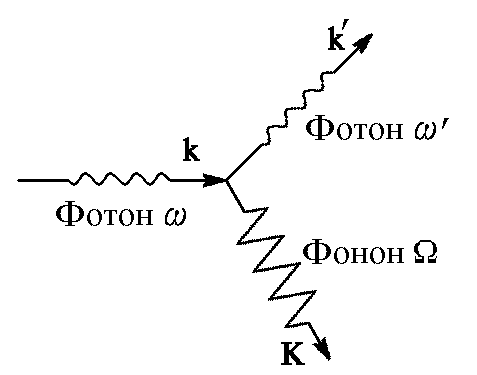 k′
Фотон ω′
k
Фотон ω
Фонон Ω
K